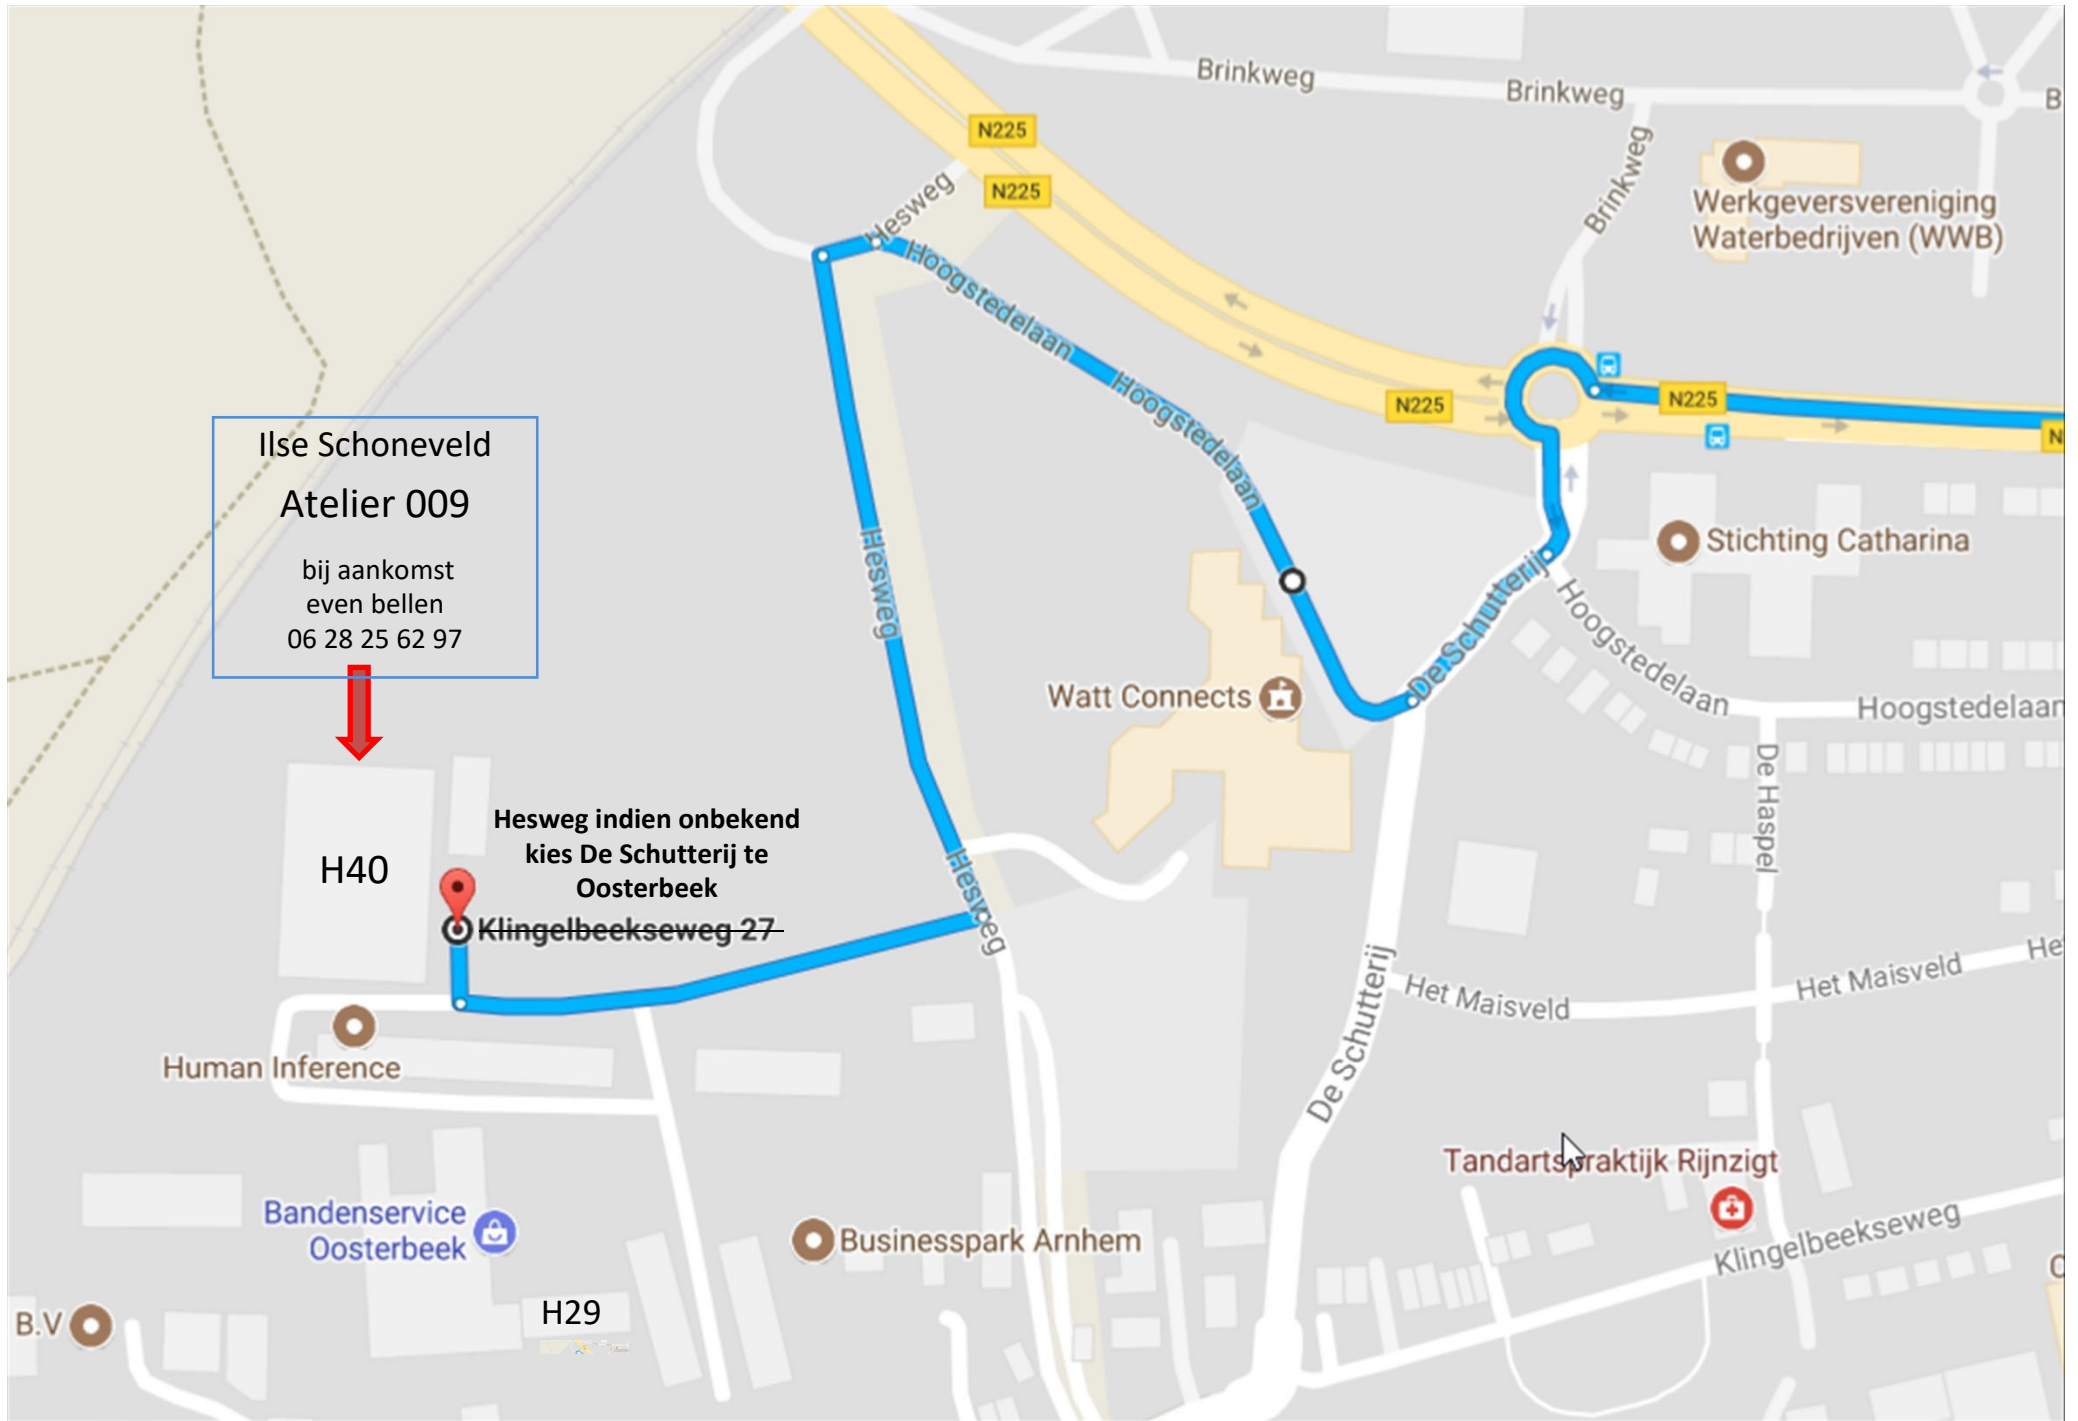 Brinkweg
Brinkweg
B
N225
N225
Hesweg
Brinkweg
Werkgeversvereniging
Waterbedrijven (WWB)
Hoogstedelaan
Hoogstedelaan
N225
N225
N
Ilse Schoneveld
Atelier 009
bij aankomst
even bellen
06 28 25 62 97
Hesweg
Stichting Catharina
De Schutterij
Hoogstedelaan
Hoogstedelaan
Watt Connects
De Haspel
H40
Hesweg indien onbekend
kies De Schutterij te
Oosterbeek
Klingelbeekseweg 27
Hesweg
De Schutterij
Het Maisveld
Het Maisveld
He
Human Inference
Tandartspraktijk Rijnzigt
Bandenservice
Oosterbeek
Businesspark Arnhem
Klingelbeekseweg
H29
B.V